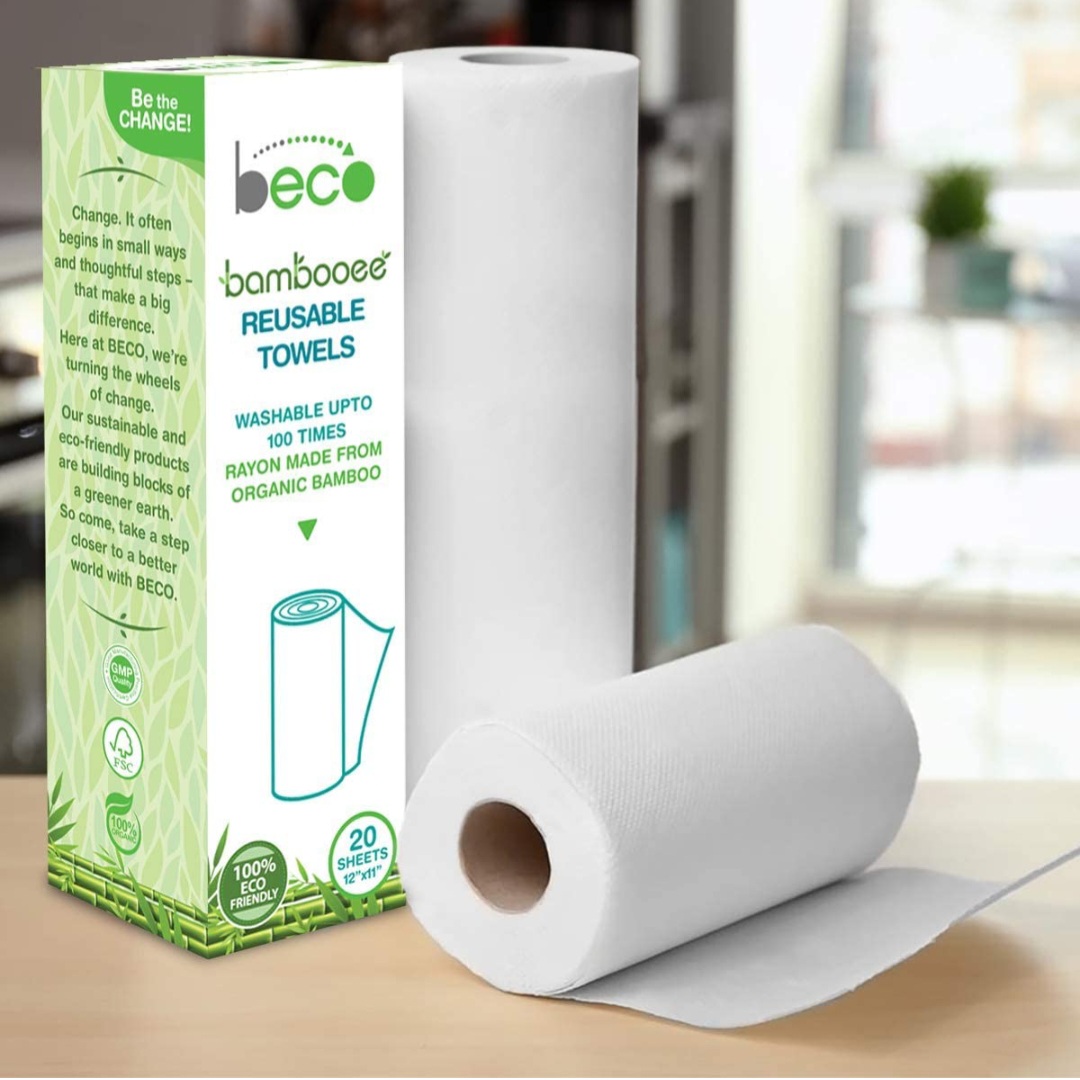 Be the
CHANGE!
Change. It often
begins in small ways
and thoughtful steps –
that make a big
difference.
Here at BECO, we're
turning the wheels
of change.
Our sustainable and
eco-friendly products
are building blocks of
a greener earth.
So come, take a step
closer to a better
world with BECO.
GMP
Quality
FSC
100%
ORGANIC
beco
bambooee
REUSABLE
TOWELS
WASHABLE UPTO
100 TIMES
RAYON MADE FROM
ORGANIC BAMBOO
100%
ECO
FRIENDLY
20
SHEETS
12"x11"